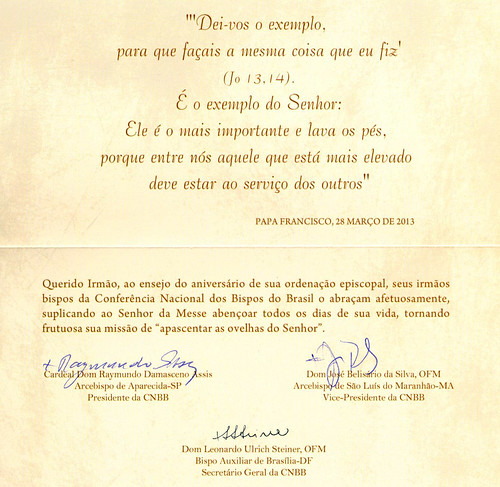 "'Dei-vos o exemplo,
para que façais a mesma coisa que eu fiz'
(Jo 13,14).
É o exemplo do Senhor:
Ele é o mais importante e lava os pés,
porque entre nós aquele que está mais elevado
deve estar ao serviço dos outros"
PAPA FRANCISCO, 28 MARÇO DE 2013
Querido Irmão, ao ensejo do aniversário de sua ordenação episcopal, seus irmãos
bispos da Conferência Nacional dos Bispos do Brasil o abraçam afetuosamente,
suplicando ao Senhor da Messe abençoar todos os dias de sua vida, tornando
frutuosa sua missão de "apascentar as ovelhas do Senhor".
+ Raymundo
Cardeal Dom Raymundo Damasceno Assis
Arcebispo de Aparecida-SP
Presidente da CNBB
Dom José Belisário da Silva, OFM
Arcebispo de São Luís do Maranhão-MA
Vice-Presidente da CNBB
Dom Leonardo Ulrich Steiner, OFM
Bispo Auxiliar de Brasília-DF
Secretário Geral da CNBB